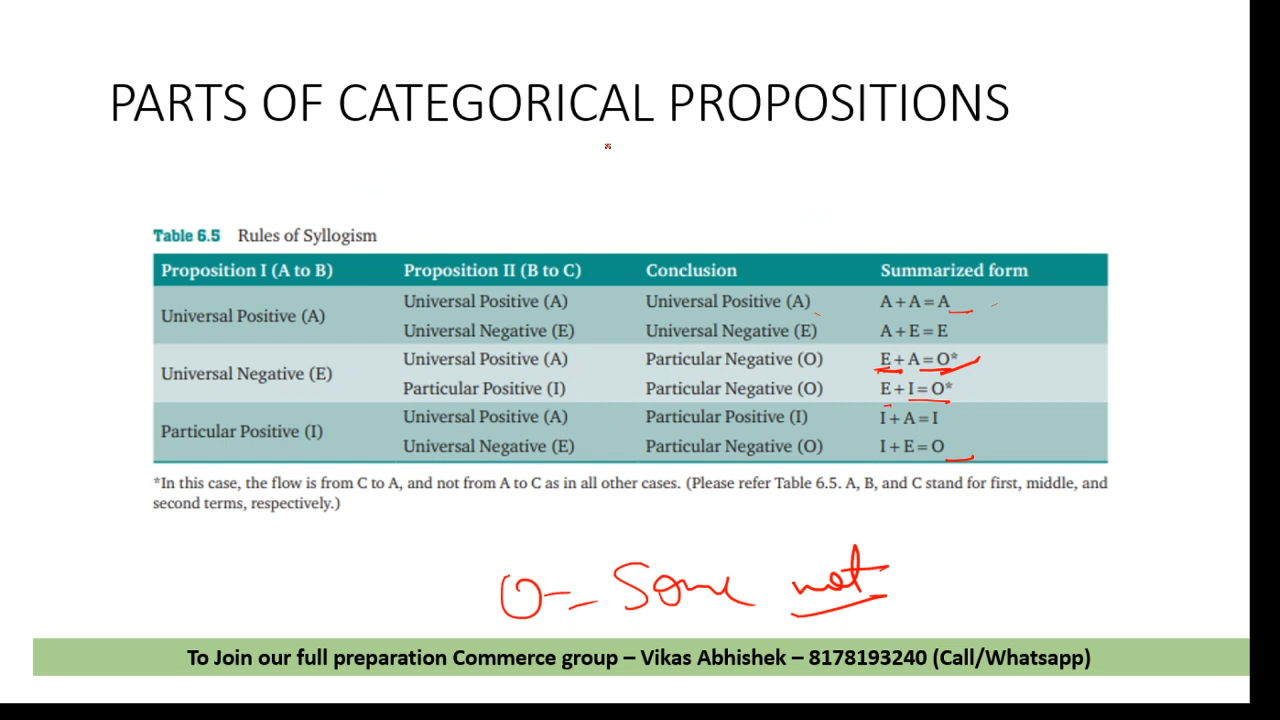 PARTS OF CATEGORICAL PROPOSITIONS
Table 6.5 Rules of Syllogism
Proposition I (A to B) Proposition II (B to C) Conclusion Summarized form
Universal Positive (A)
Universal Positive (A) Universal Positive (A) A + A = A
Universal Negative (E) Universal Negative (E) A + E = E
Universal Negative (E)
Universal Positive (A) Particular Negative (O) E + A = O*
Particular Positive (I) Particular Negative (O) E + I = O*
Particular Positive (I)
Universal Positive (A) Particular Positive (I) I + A = I
Universal Negative (E) Particular Negative (O) I + E = O
*In this case, the flow is from C to A, and not from A to C as in all other cases. (Please refer Table 6.5. A, B, and C stand for first, middle, and
second terms, respectively.)
O-- Some not
To Join our full preparation Commerce group – Vikas Abhishek – 8178193240 (Call/Whatsapp)